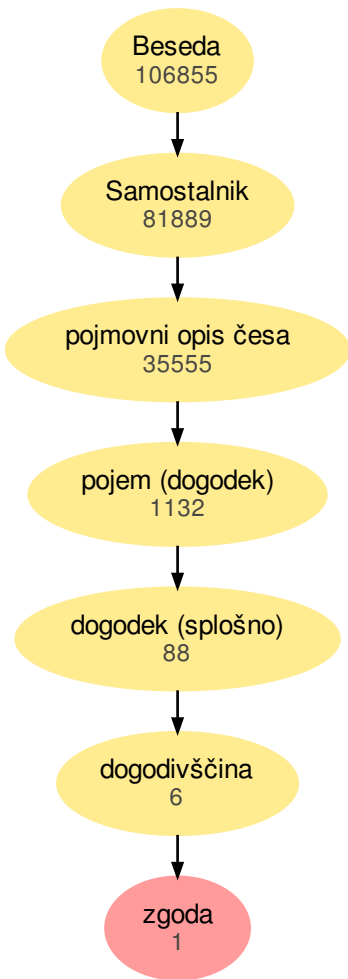 Beseda
106855
Samostalnik
81889
pojmovni opis česa
35555
pojem (dogodek)
1132
dogodek (splošno)
88
dogodivščina
6
zgoda
1